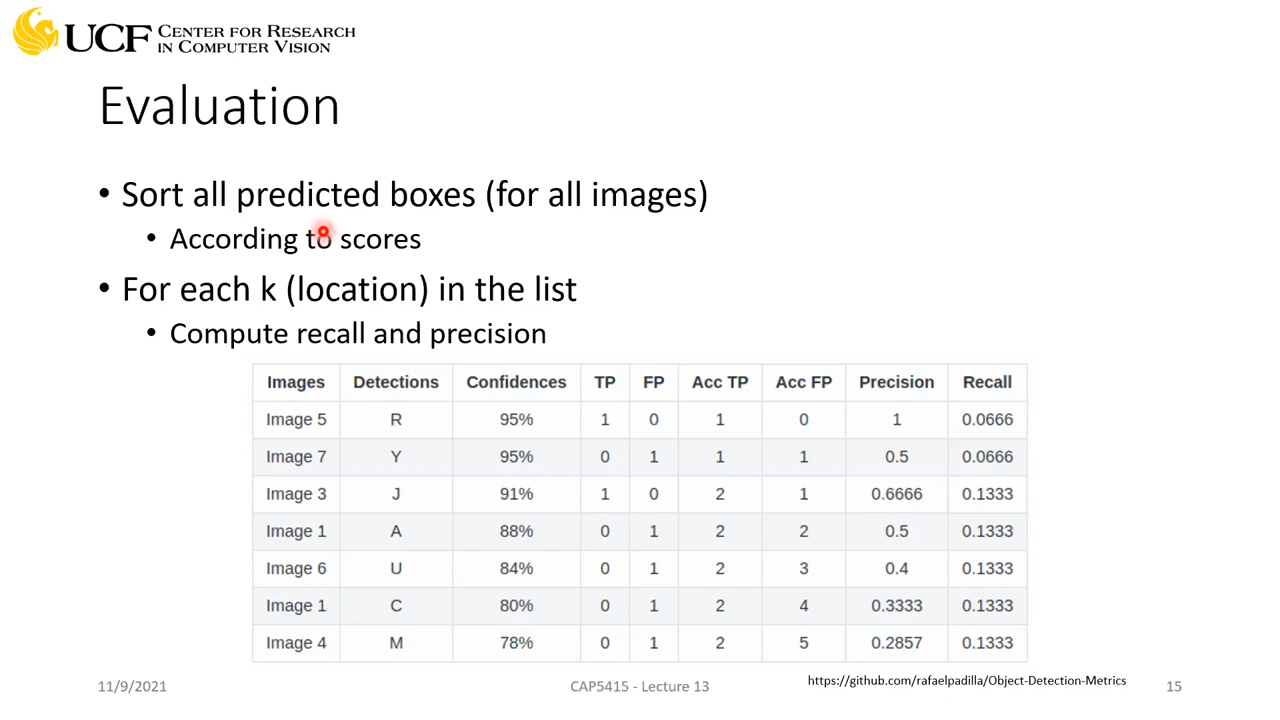 UCF CENTER FOR RESEARCH
IN COMPUTER VISION
Evaluation
• Sort all predicted boxes (for all images)
• According to scores
• For each k (location) in the list
• Compute recall and precision
Images Detections Confidences TP FP Acc TP Acc FP Precision Recall
Image 5 R 95% 1 0 1 0 1 0.0666
Image 7 Y 95% 0 1 1 1 0.5 0.0666
Image 3 J 91% 1 0 2 1 0.6666 0.1333
Image 1 A 88% 0 1 2 2 0.5 0.1333
Image 6 U 84% 0 1 2 3 0.4 0.1333
Image 1 C 80% 0 1 2 4 0.3333 0.1333
Image 4 M 78% 0 1 2 5 0.2857 0.1333
11/9/2021 CAP5415 - Lecture 13 https://github.com/rafaelpadilla/Object-Detection-Metrics 15